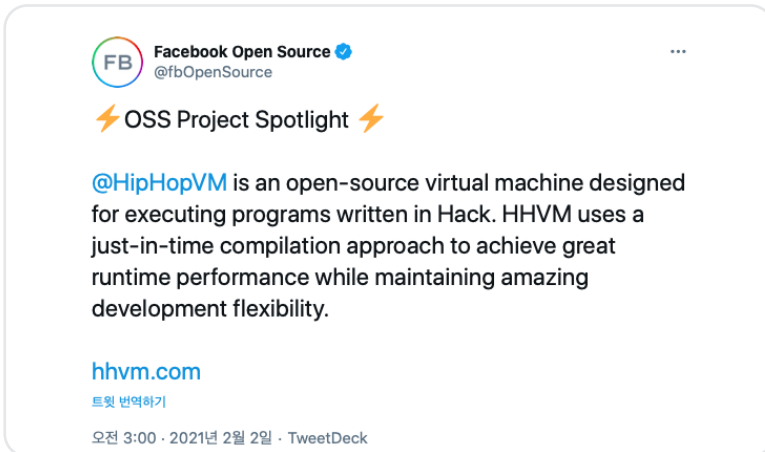 FB
Facebook Open Source
@fbOpenSource
⚡OSS Project Spotlight ⚡
@HipHopVM is an open-source virtual machine designed
for executing programs written in Hack. HHVM uses a
just-in-time compilation approach to achieve great
runtime performance while maintaining amazing
development flexibility.
hhvm.com
트윗 번역하기
오전 3:00 · 2021년 2월 2일 · TweetDeck